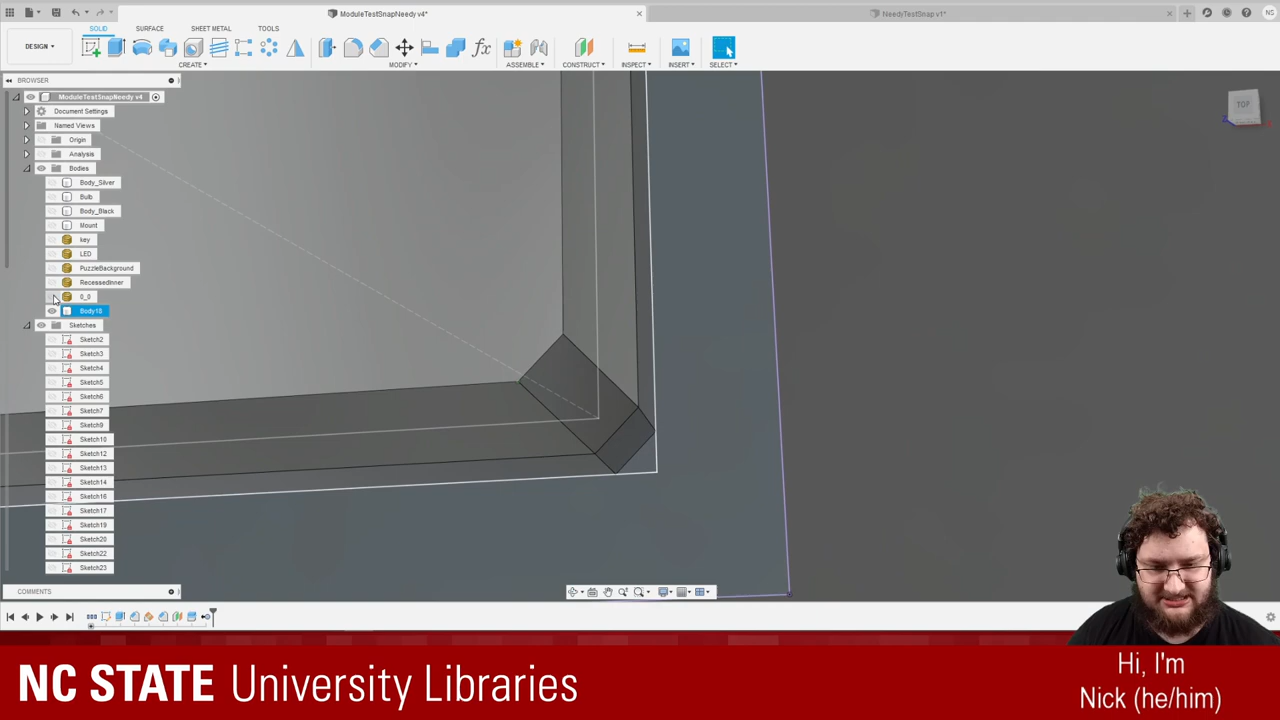 ModuleTestSnapNeedy v4*
NeedyTestSnap v1*
NS
DESIGN
SOLID
SURFACE
SHEET METAL
TOOLS
CREATE
MODIFY
ASSEMBLE
CONSTRUCT
INSPECT
INSERT
SELECT
BROWSER
ModuleTestSnapNeedy v4
Document Settings
Named Views
Origin
Analysis
Bodies
Body_Silver
Bulb
Body_Black
Mount
key
LED
PuzzleBackground
RecessedInner
0_0
Body10
Sketches
Sketch2
Sketch3
Sketch4
Sketch5
Sketch6
Sketch7
Sketch9
Sketch10
Sketch12
Sketch13
Sketch14
Sketch16
Sketch17
Sketch19
Sketch20
Sketch22
Sketch23
TOP
Z
X
COMMENTS
NC STATE University Libraries
Hi, I'm
Nick (he/him)